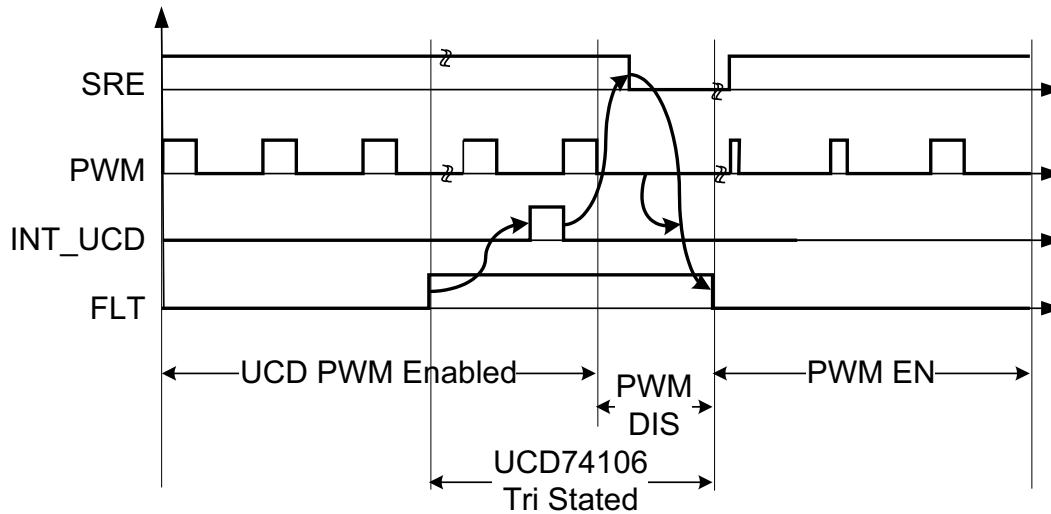 SRE
PWM
INT_UCD
FLT
UCD PWM Enabled
PWM EN
PWM
DIS
UCD74106
Tri Stated